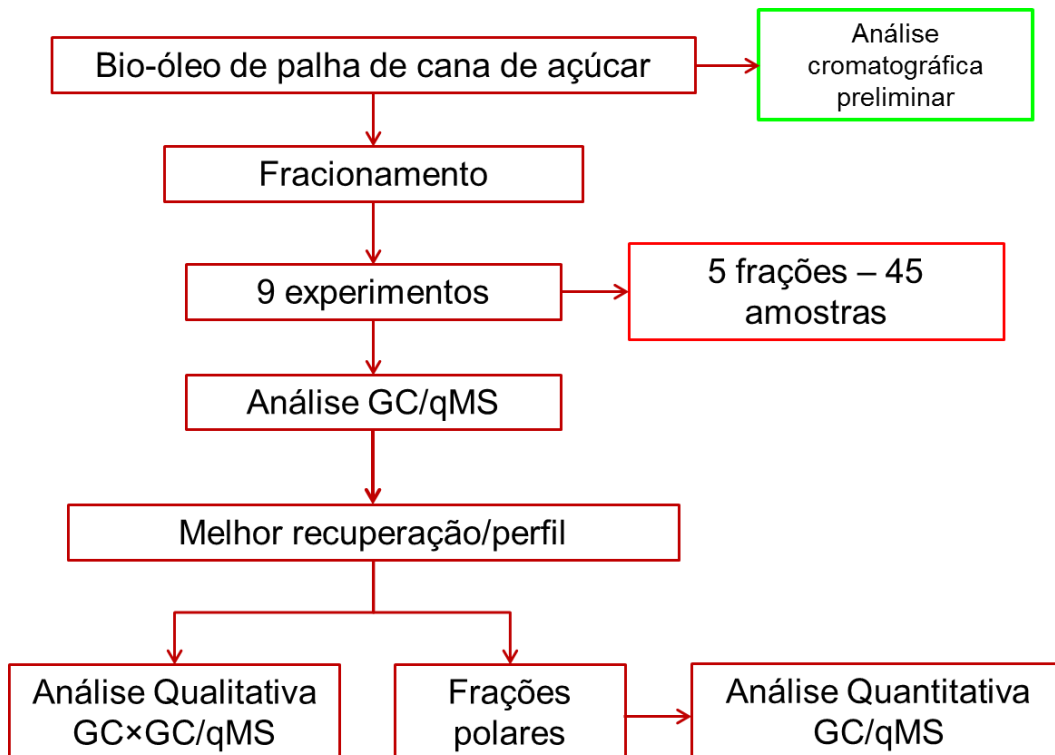 Bio-óleo de palha de cana de açúcar
Análise
cromatográfica
preliminar
Fracionamento
9 experimentos
5 frações – 45
amostras
Análise GC/qMS
Melhor recuperação/perfil
Análise Qualitativa
GC×GC/qMS
Frações
polares
Análise Quantitativa
GC/qMS